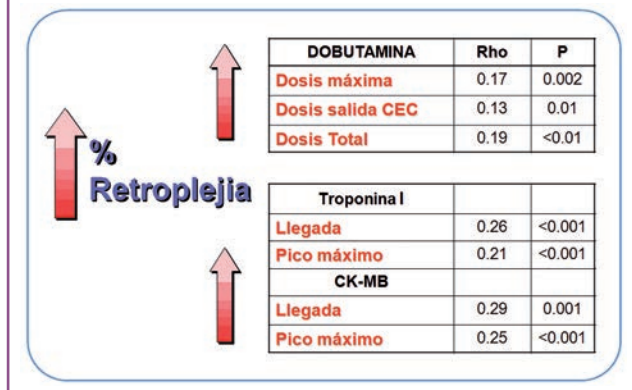 %
Retroplejia
DOBUTAMINA Rho P
Dosis máxima 0.17 0.002
Dosis salida CEC 0.13 0.01
Dosis Total 0.19 <0.01
Troponina I
Llegada 0.26 <0.001
Pico máximo 0.21 <0.001
CK-MB
Llegada 0.29 0.001
Pico máximo 0.25 <0.001